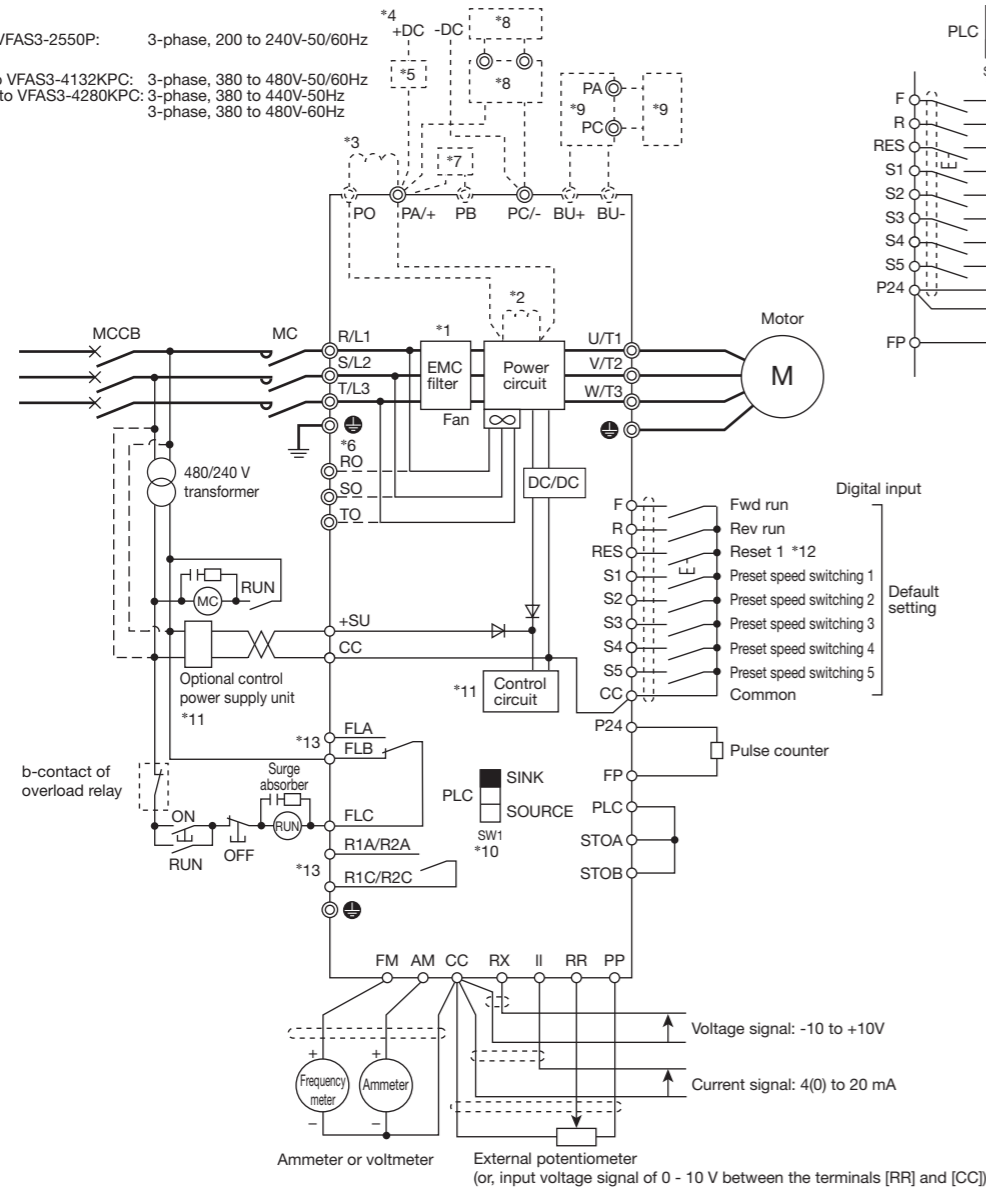 VFAS3-2550P: 3-phase, 200 to 240V-50/60Hz
VFAS3-4132KPC: 3-phase, 380 to 480V-50/60Hz
to VFAS3-4280KPC: 3-phase, 380 to 440V-50Hz
3-phase, 380 to 480V-60Hz
*4
+DC -DC
*5
*8
*8
PA
PC
*9
*9
*3
*7
PO PA/+ PB PC/- BU+ BU-
PLC
F
R
RES
S1
S2
S3
S4
S5
P24
FP
MCCB
MC
R/L1
S/L2
T/L3
*1
EMC
filter
*2
Power
circuit
Fan
U/T1
V/T2
W/T3
Motor
M
*6
RO
SO
TO
DC/DC
480/240 V
transformer
MC
RUN
+SU
CC
Optional control
power supply unit
*11
*11
Control
circuit
Digital input
F Fwd run
R Rev run
RES Reset 1 *12
S1 Preset speed switching 1
S2 Preset speed switching 2
S3 Preset speed switching 3
S4 Preset speed switching 4
S5 Preset speed switching 5
CC Common
Default
setting
P24
Pulse counter
FP
PLC
STOA
STOB
*13
FLA
FLB
FLC
b-contact of
overload relay
Surge
absorber
ON
RUN
OFF
RUN
PLC
SINK
SOURCE
SW1
*10
R1A/R2A
*13
R1C/R2C
FM AM CC RX II RR PP
Voltage signal: -10 to +10V
Current signal: 4(0) to 20 mA
+
Frequency
meter
−
+
Ammeter
−
Ammeter or voltmeter
External potentiometer
(or, input voltage signal of 0 - 10 V between the terminals [RR] and [CC])